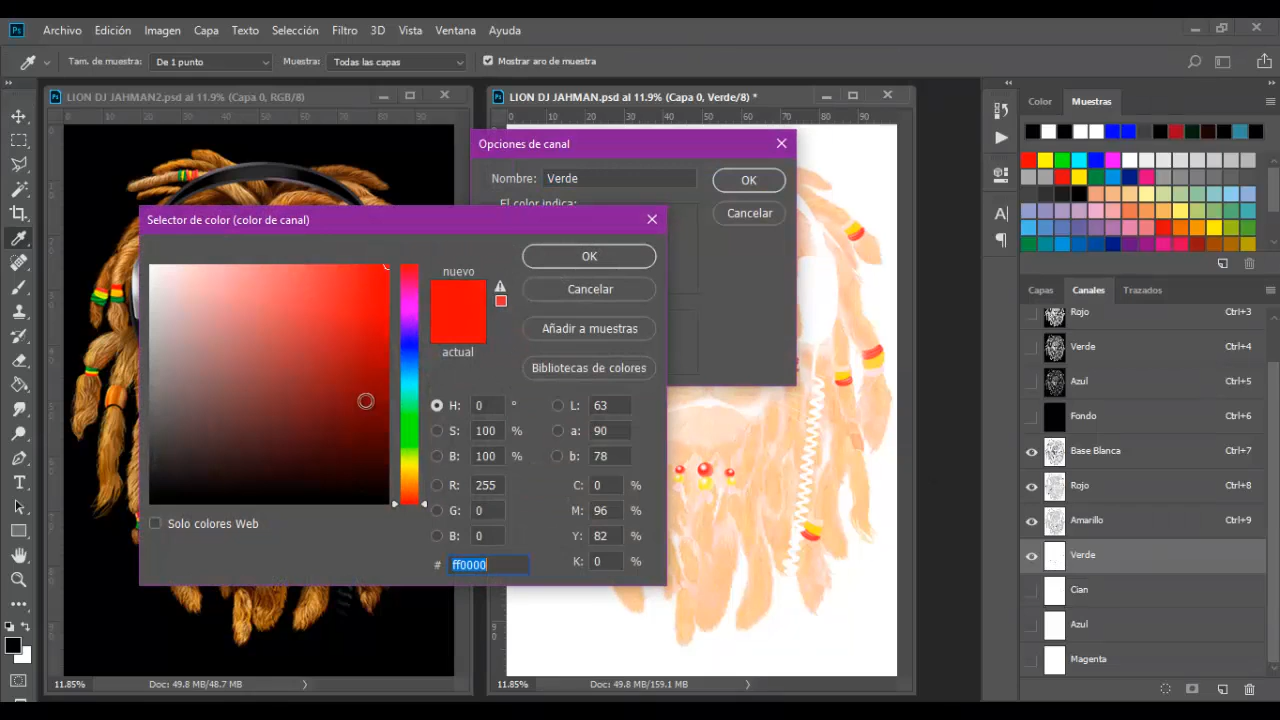 Ps Archivo Edición Imagen Capa Texto Selección Filtro 3D Vista Ventana Ayuda
Tam. de muestra: De 1 punto Muestra: Todas las capas Mostrar aro de muestra
LION DJ JAHMAN2.psd al 11.9% (Capa 0, RGB/8)
LION DJ JAHMAN.psd al 11.9% (Capa 0, Verde/8) *
Color Muestras
Opciones de canal
Nombre: Verde
OK
Cancelar
El color indica:
Selector de color (color de canal)
OK
Cancelar
Añadir a muestras
Bibliotecas de colores
nuevo
actual
H: 0 °
S: 100 %
B: 100 %
R: 255
G: 0
B: 0
# ff0000
L: 63
a: 90
b: 78
C: 0 %
M: 96 %
Y: 82 %
K: 0 %
Solo colores Web
Capas Canales Trazados
Rojo Ctrl+3
Verde Ctrl+4
Azul Ctrl+5
Fondo Ctrl+6
Base Blanca Ctrl+7
Rojo Ctrl+8
Amarillo Ctrl+9
Verde
Cian
Azul
Magenta
11.85% Doc: 49.8 MB/48.7 MB
11.85% Doc: 49.8 MB/159.1 MB